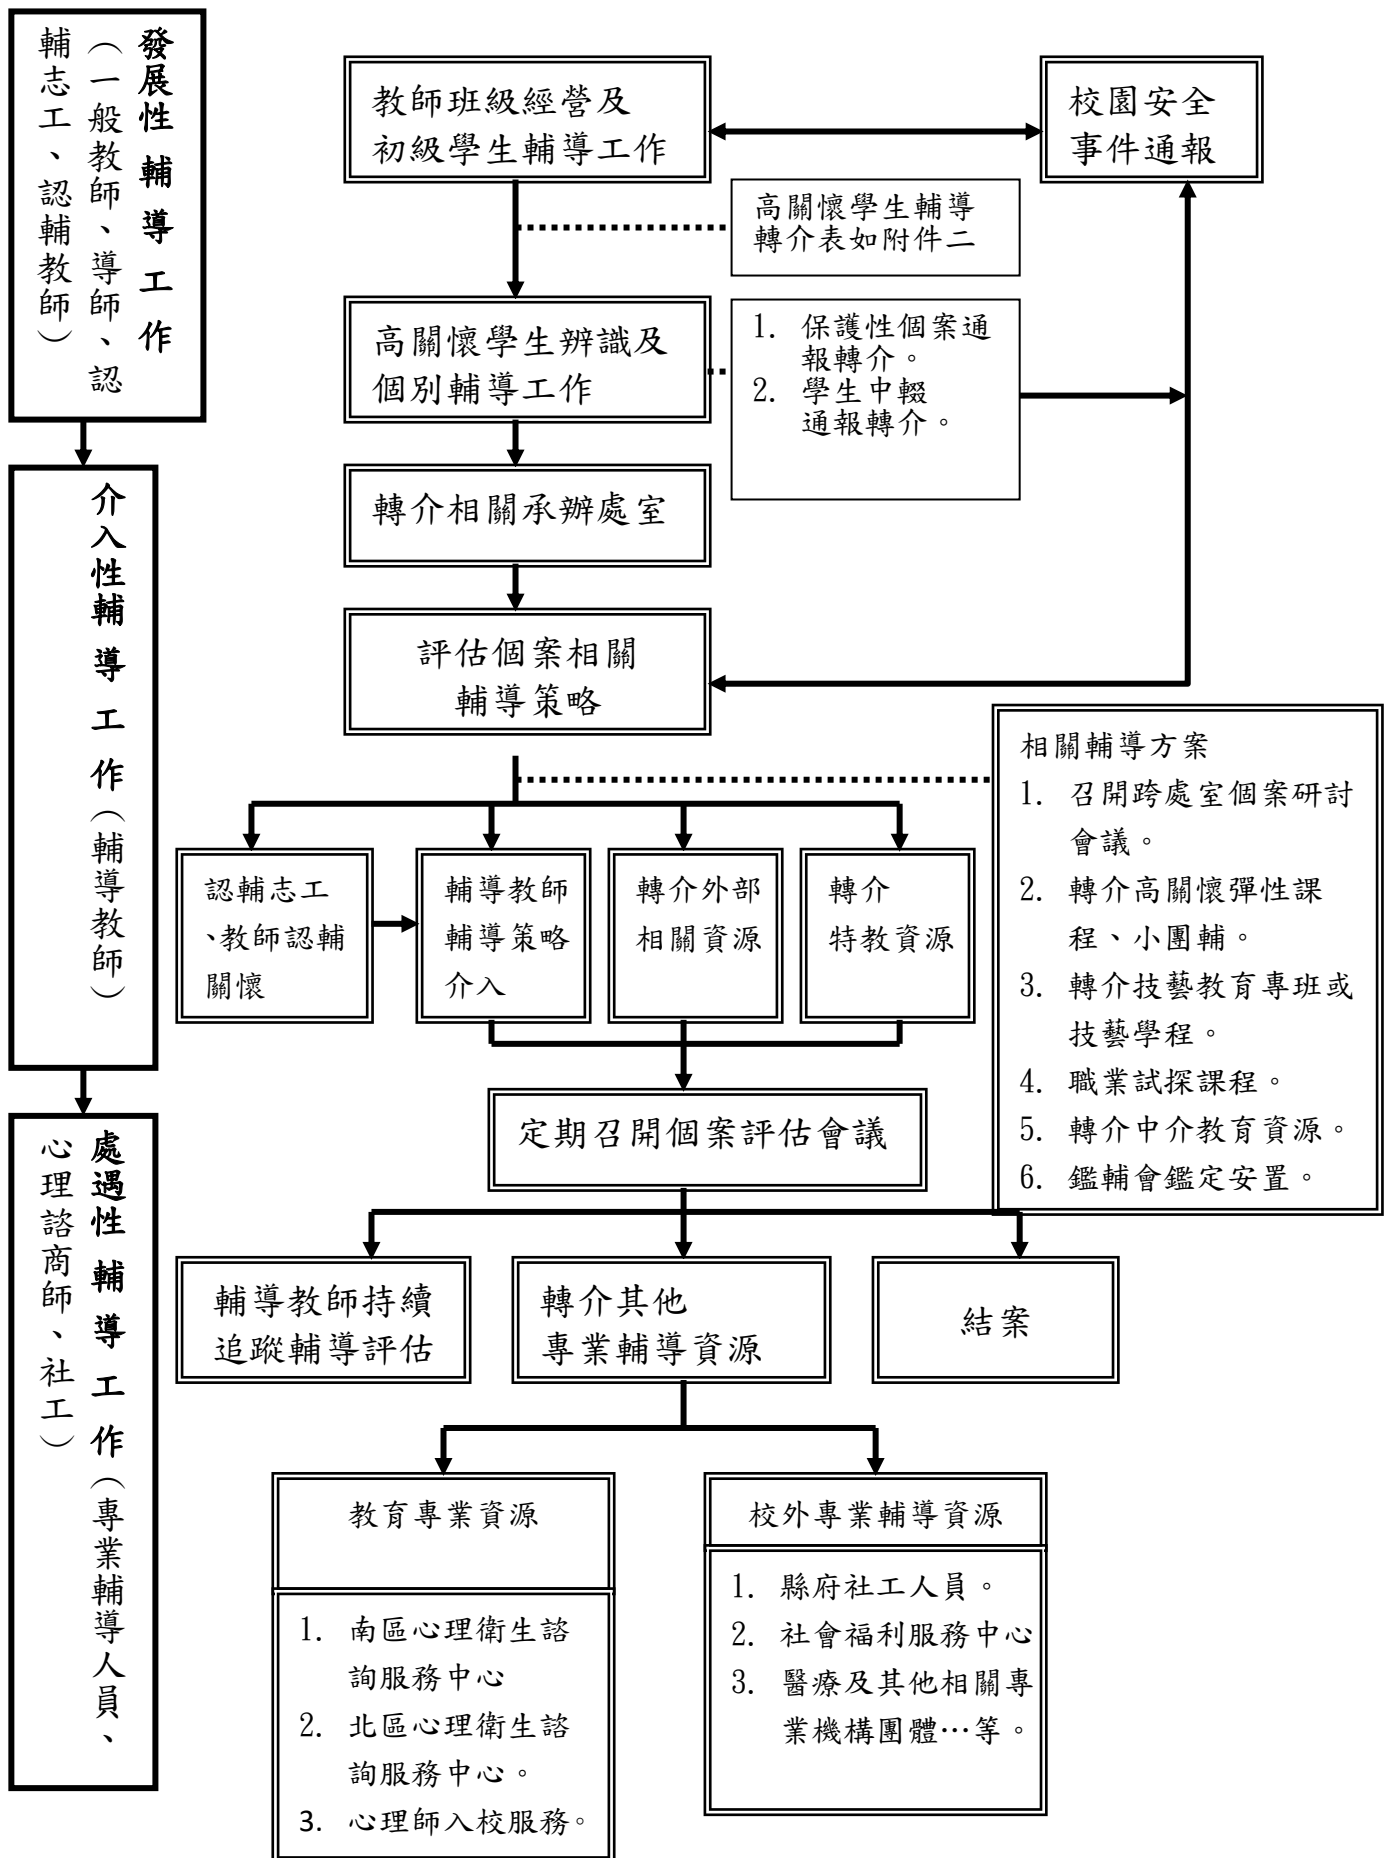 發展性 輔 導 工 作
（一般教師、導師、認
輔志工、認輔教師）
介入性輔 導 工 作（輔導教師）
處遇性 輔 導 工 作（專業輔導人員、
心理諮商師、社工）
教師班級經營及
初級學生輔導工作
校園安全
事件通報
高關懷學生輔導
轉介表如附件二
高關懷學生辨識及
個別輔導工作
1. 保護性個案通
報轉介。
2. 學生中輟
通報轉介。
轉介相關承辦處室
評估個案相關
輔導策略
相關輔導方案
1. 召開跨處室個案研討
會議。
2. 轉介高關懷彈性課
程、小團輔。
3. 轉介技藝教育專班或
技藝學程。
4. 職業試探課程。
5. 轉介中介教育資源。
6. 鑑輔會鑑定安置。
認輔志工
、教師認輔
關懷
輔導教師
輔導策略
介入
轉介外部
相關資源
轉介
特教資源
定期召開個案評估會議
輔導教師持續
追蹤輔導評估
轉介其他
專業輔導資源
結案
教育專業資源
1. 南區心理衛生諮
詢服務中心
2. 北區心理衛生諮
詢服務中心。
3. 心理師入校服務。
校外專業輔導資源
1. 縣府社工人員。
2. 社會福利服務中心
3. 醫療及其他相關專
業機構團體…等。